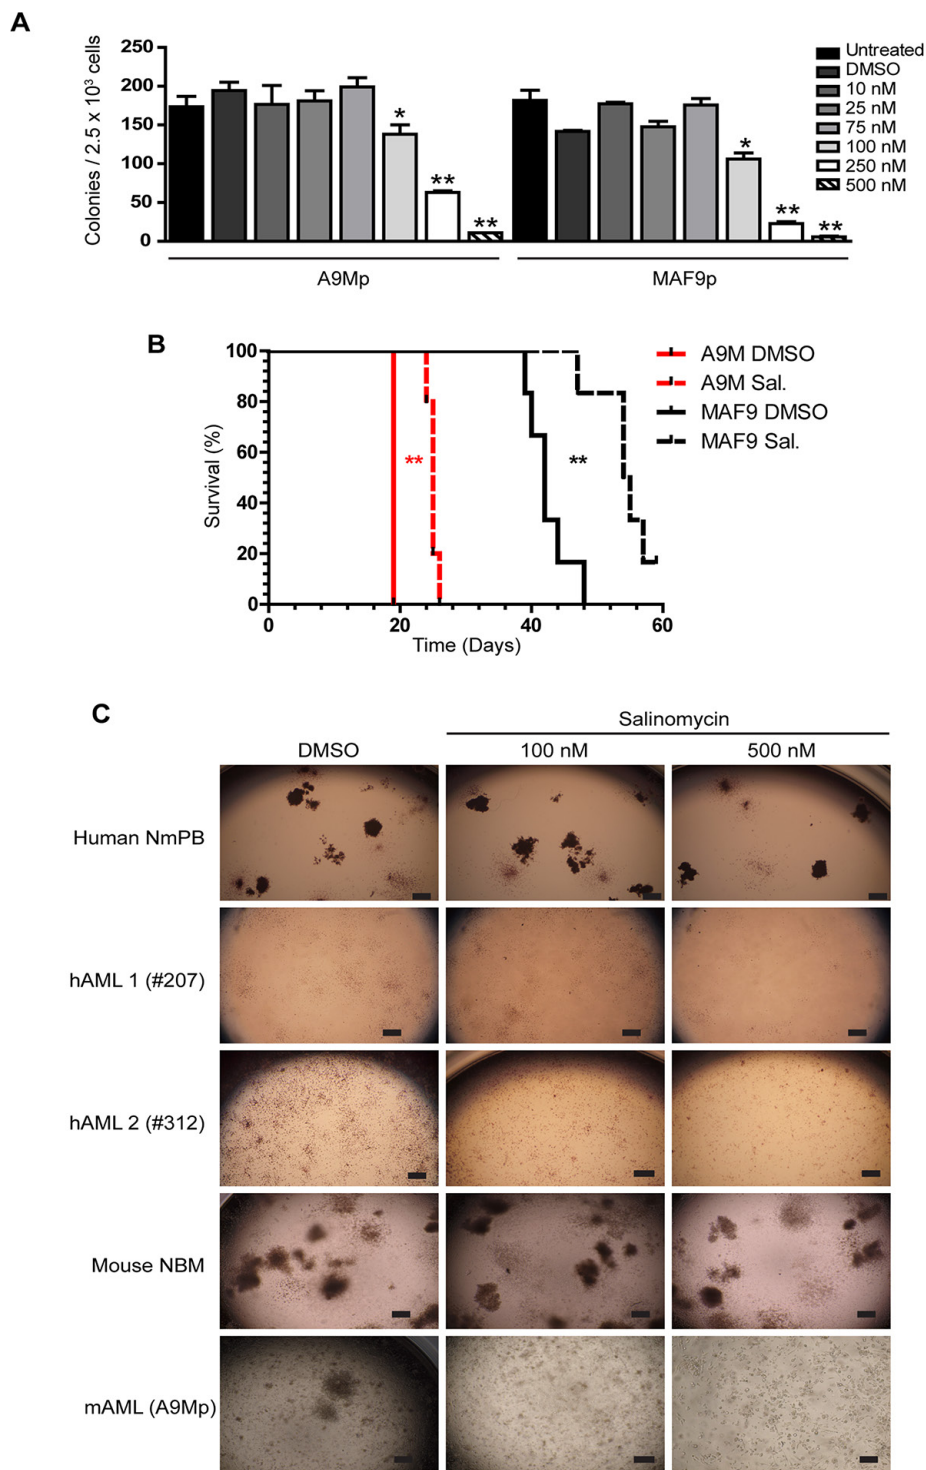 A
Colonies / 2.5 x 10³ cells
250
200
150
100
50
0
*
**
**
*
**
**
A9Mp
MAF9p
Untreated
DMSO
10 nM
25 nM
75 nM
100 nM
250 nM
500 nM
B
Survival (%)
100
80
60
40
20
0
**
**
0
20
40
60
Time (Days)
A9M DMSO
A9M Sal.
MAF9 DMSO
MAF9 Sal.
C
Salinomycin
DMSO
100 nM
500 nM
Human NmPB
hAML 1 (#207)
hAML 2 (#312)
Mouse NBM
mAML (A9Mp)